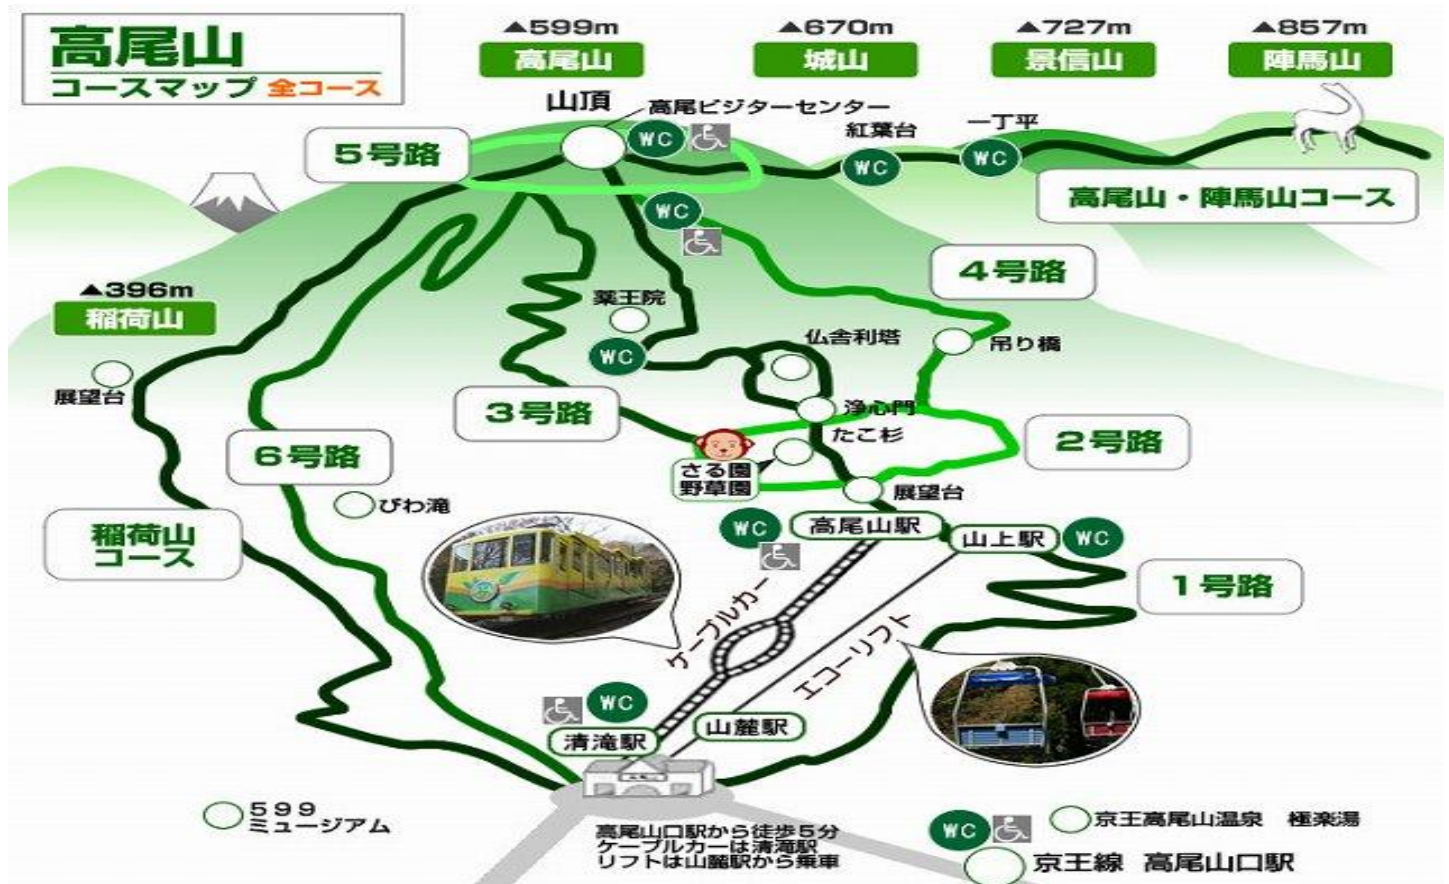 高尾山
コースマップ 全コース
▲599m
高尾山
▲670m
城山
▲727m
景信山
▲857m
陣馬山
山頂
高尾ビジターセンター
WC
紅葉台
WC
一丁平
WC
5号路
高尾山・陣馬山コース
WC
4号路
▲396m
稲荷山
薬王院
WC
仏舎利塔
吊り橋
展望台
3号路
浄心門
たこ杉
2号路
6号路
さる園
野草園
展望台
びわ滝
稲荷山
コース
WC
高尾山駅
山上駅
WC
1号路
ケーブルカー
エコーリフト
WC
清滝駅
山麓駅
599
ミュージアム
高尾山口駅から徒歩5分
ケーブルカーは清滝駅
リフトは山麓駅から乗車
WC
京王高尾山温泉 極楽湯
京王線 高尾山口駅